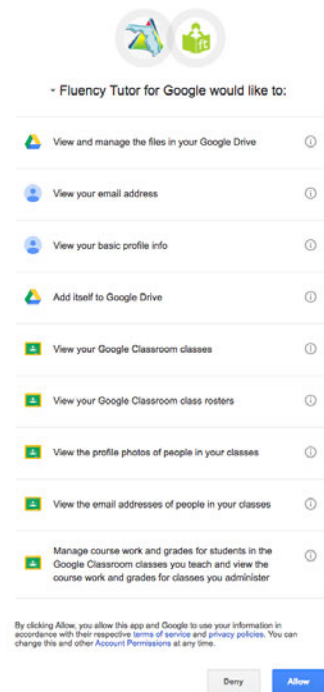 ft
Fluency Tutor for Google would like to:
View and manage the files in your Google Drive
View your email address
View your basic profile info
Add itself to Google Drive
View your Google Classroom classes
View your Google Classroom class rosters
View the profile photos of people in your classes
View the email addresses of people in your classes
Manage course work and grades for students in the
Google Classroom classes you teach and view the
course work and grades for classes you administer
By clicking Allow, you allow this app and Google to use your information in
accordance with their respective terms of service and privacy policies. You can
change this and other Account Permissions at any time.
Deny Allow